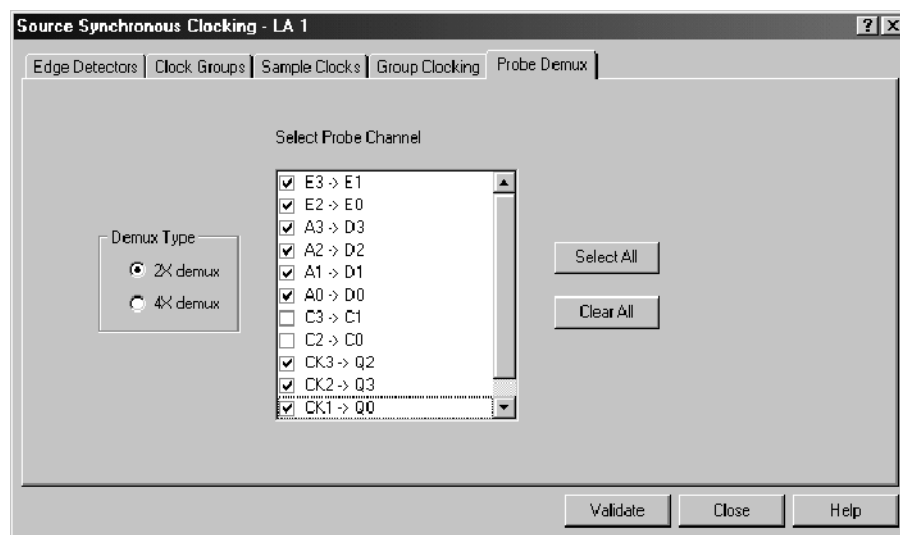 Source Synchronous Clocking - LA 1
Edge Detectors
Clock Groups
Sample Clocks
Group Clocking
Probe Demux
Select Probe Channel
E3 -> E1
E2 -> E0
A3 -> D3
A2 -> D2
A1 -> D1
A0 -> D0
C3 -> C1
C2 -> C0
CK3 -> Q2
CK2 -> Q3
CK1 -> Q0
Demux Type
2X demux
4X demux
Select All
Clear All
Validate
Close
Help